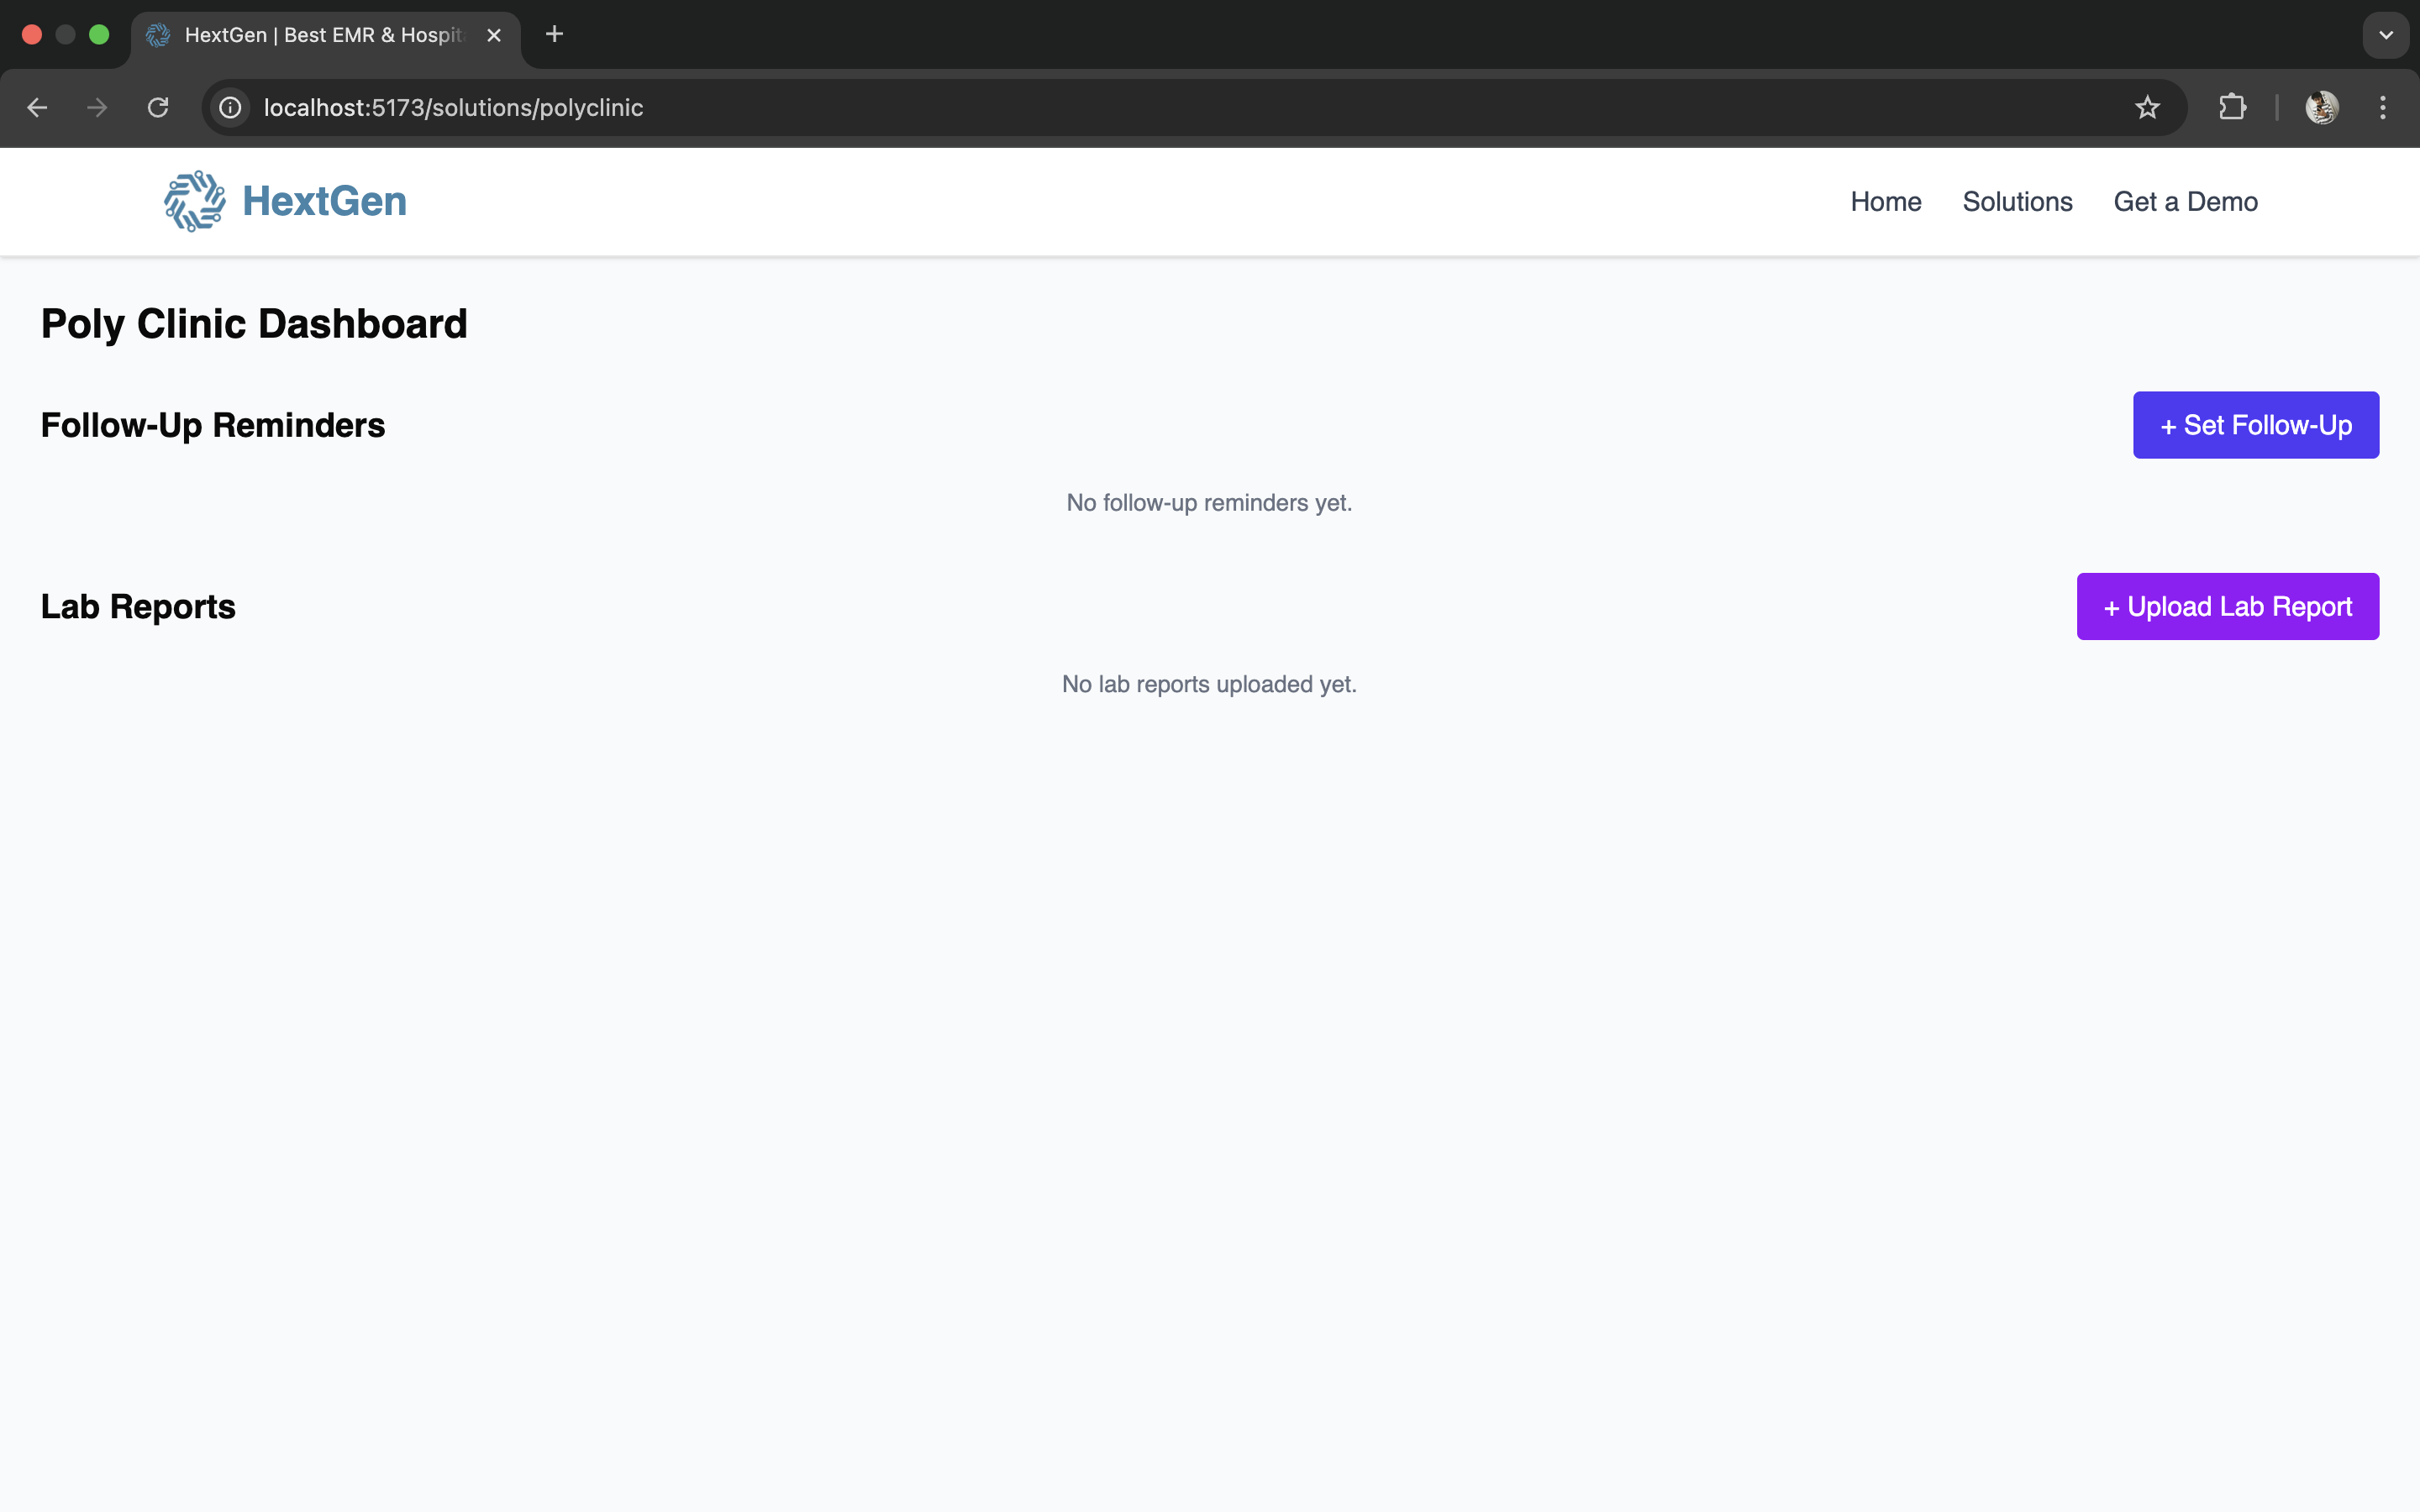 HextGen | Best EMR & Hospit
localhost:5173/solutions/polyclinic
HextGen
Home Solutions Get a Demo
Poly Clinic Dashboard
Follow-Up Reminders
+ Set Follow-Up
No follow-up reminders yet.
Lab Reports
+ Upload Lab Report
No lab reports uploaded yet.